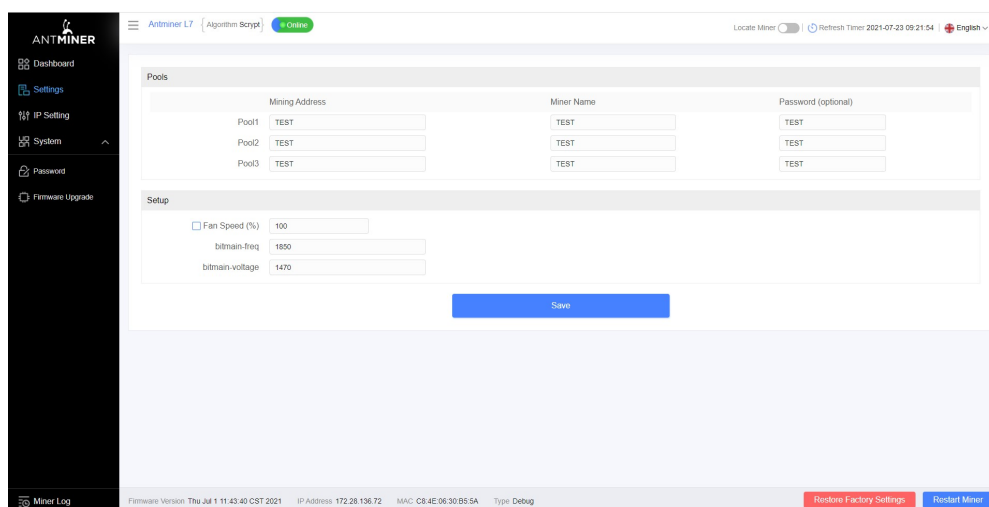 ANTMINER
Antminer L7 { Algorithm Scrypt } Online
Locate Miner Refresh Timer 2021-07-23 09:21:54 English
Dashboard
Settings
IP Setting
System
Password
Firmware Upgrade
Miner Log
Pools
Mining Address Miner Name Password (optional)
Pool1 TEST TEST TEST
Pool2 TEST TEST TEST
Pool3 TEST TEST TEST
Setup
Fan Speed (%) 100
bitmain-freq 1850
bitmain-voltage 1470
Save
Firmware Version Thu Jul 1 11:43:40 CST 2021 IP Address 172.28.136.72 MAC C8:4E:06:30:B5:5A Type Debug
Restore Factory Settings Restart Miner